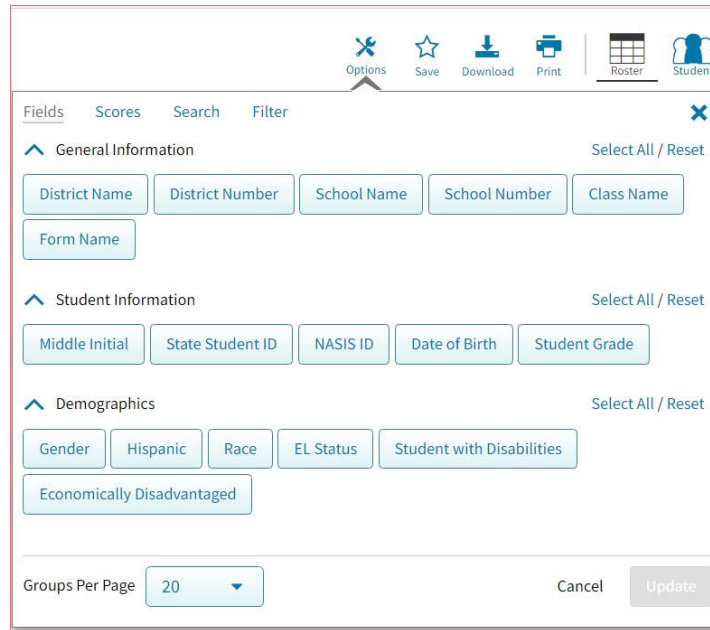 Options Save Download Print Roster Student
Fields Scores Search Filter
General Information Select All / Reset
District Name District Number School Name School Number Class Name
Form Name
Student Information Select All / Reset
Middle Initial State Student ID NASIS ID Date of Birth Student Grade
Demographics Select All / Reset
Gender Hispanic Race EL Status Student with Disabilities
Economically Disadvantaged
Groups Per Page 20 Cancel Update